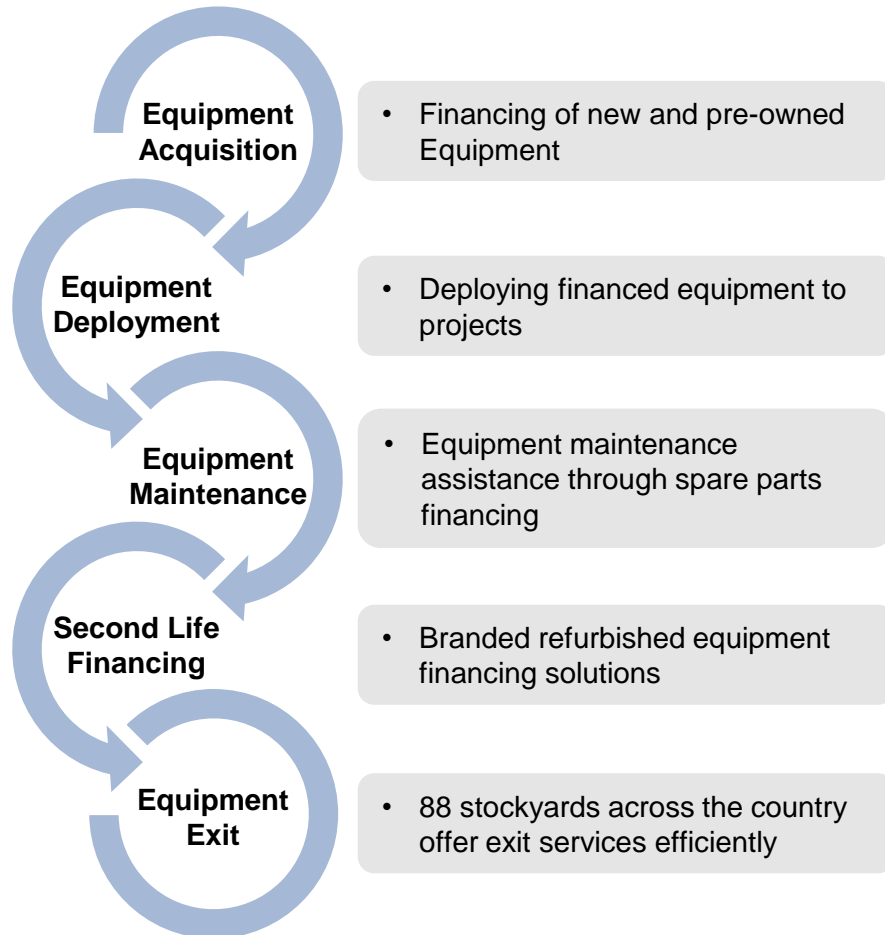 Equipment
Acquisition
• Financing of new and pre-owned
Equipment
Equipment
Deployment
• Deploying financed equipment to
projects
Equipment
Maintenance
• Equipment maintenance
assistance through spare parts
financing
Second Life
Financing
• Branded refurbished equipment
financing solutions
Equipment
Exit
• 88 stockyards across the country
offer exit services efficiently